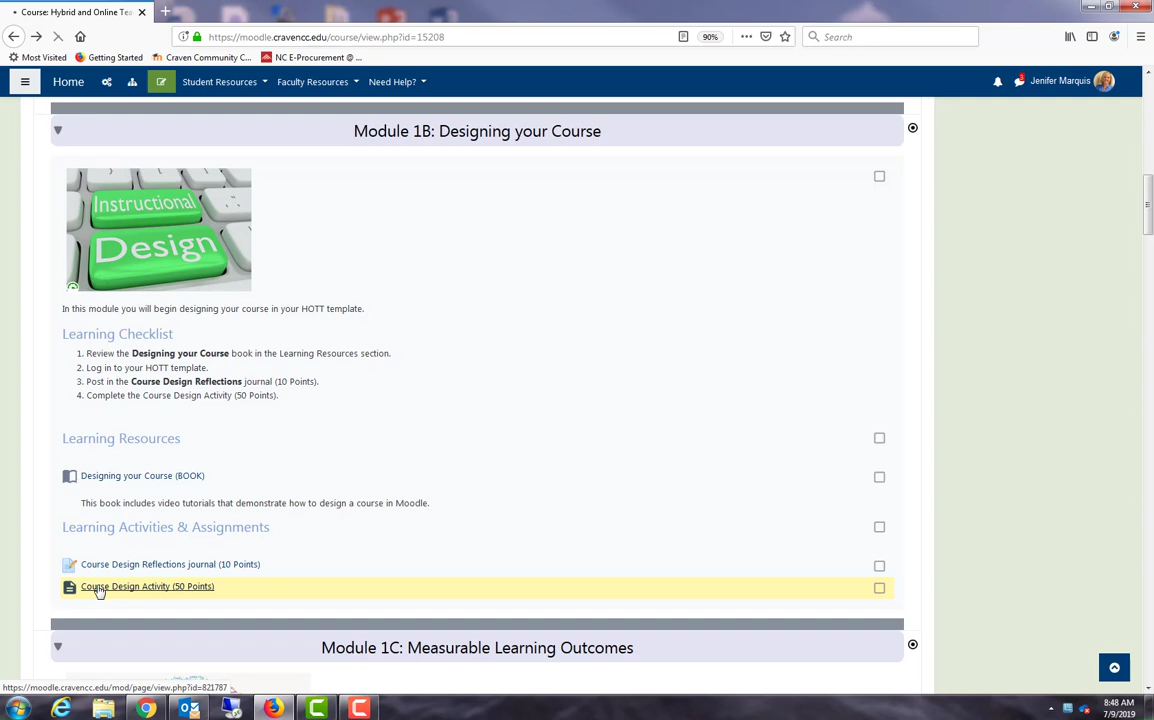 Course: Hybrid and Online Tea
https://moodle.cravencc.edu/course/view.php?id=15208
90%
Search
Most Visited
Getting Started
Craven Community C...
NC E-Procurement @ ...
Home
Student Resources
Faculty Resources
Need Help?
Jenifer Marquis
Module 1B: Designing your Course
Instructional
Design
In this module you will begin designing your course in your HOTT template.
Learning Checklist
1. Review the Designing your Course book in the Learning Resources section.
2. Log in to your HOTT template.
3. Post in the Course Design Reflections journal (10 Points).
4. Complete the Course Design Activity (50 Points).
Learning Resources
Designing your Course (BOOK)
This book includes video tutorials that demonstrate how to design a course in Moodle.
Learning Activities & Assignments
Course Design Reflections journal (10 Points)
Course Design Activity (50 Points)
Module 1C: Measurable Learning Outcomes
https://moodle.cravencc.edu/mod/page/view.php?id=821787
8:48 AM
7/9/2019